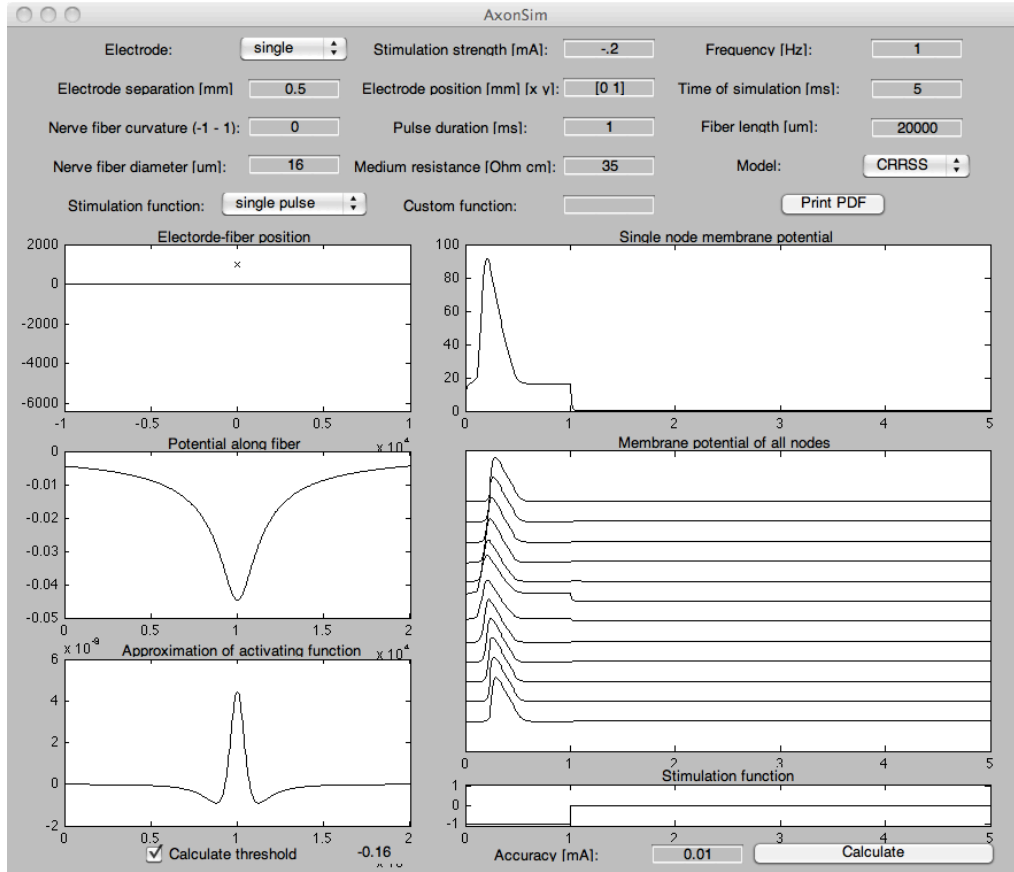 AxonSim
Electrode: single Stimulation strength [mA]: -.2 Frequency [Hz]: 1
Electrode separation [mm] 0.5 Electrode position [mm] [x y]: [0 1] Time of simulation [ms]: 5
Nerve fiber curvature (-1 - 1): 0 Pulse duration [ms]: 1 Fiber length [um]: 20000
Nerve fiber diameter [um]: 16 Medium resistance [Ohm cm]: 35 Model: CRRSS
Stimulation function: single pulse Custom function: Print PDF
Electorde-fiber position
2000
0
-2000
-4000
-6000
-1 -0.5 0 0.5 1
x 10⁴
Single node membrane potential
100
80
60
40
20
0
0 1 2 3 4 5
Potential along fiber
0
-0.01
-0.02
-0.03
-0.04
-0.05
0 0.5 1 1.5 2
x 10⁴
Membrane potential of all nodes
0 1 2 3 4 5
x 10⁻⁹ Approximation of activating function
6
4
2
0
-2
0 0.5 1 1.5 2
Stimulation function
1
0
-1
0 1 2 3 4 5
Calculate threshold -0.16 Accuracy [mA]: 0.01 Calculate